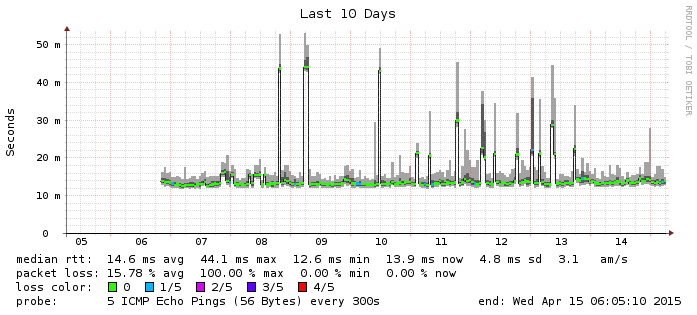 Last 10 Days
RRDTOOL / TOBI OETIKER
Seconds
50 m
40 m
30 m
20 m
10 m
0
05 06 07 08 09 10 11 12 13 14
median rtt: 14.6 ms avg 44.1 ms max 12.6 ms min 13.9 ms now 4.8 ms sd 3.1 am/s
packet loss: 15.78 % avg 100.00 % max 0.00 % min 0.00 % now
loss color: 0 1/5 2/5 3/5 4/5
probe: 5 ICMP Echo Pings (56 Bytes) every 300s end: Wed Apr 15 06:05:10 2015